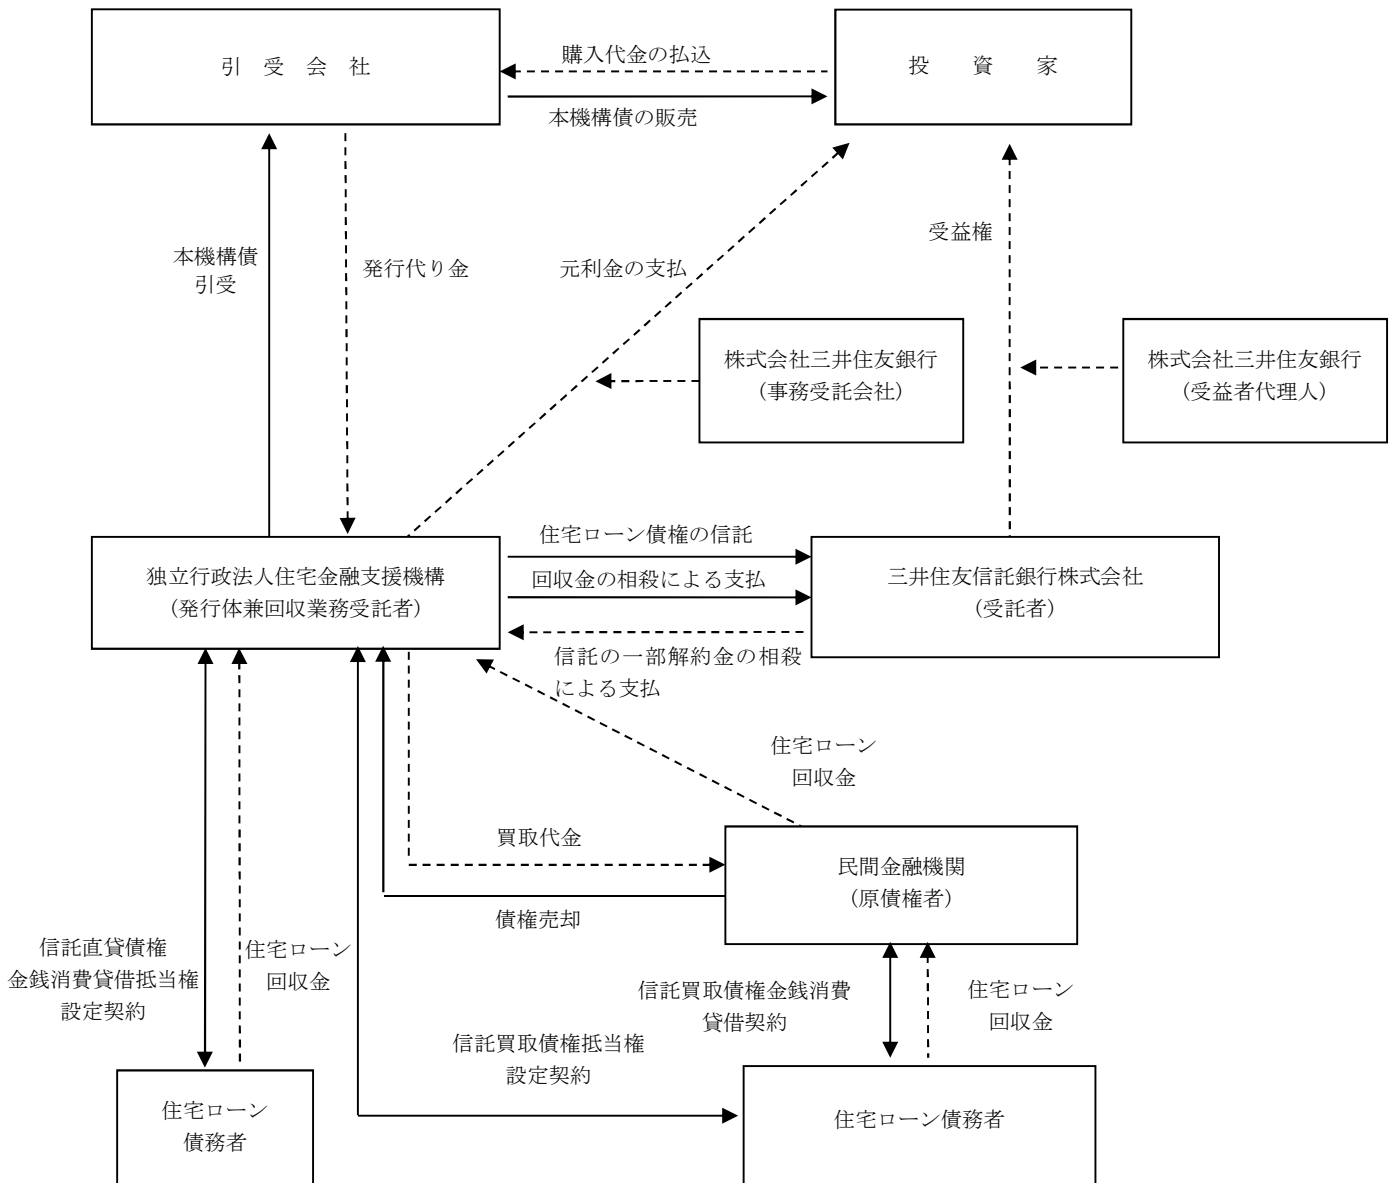 引　受　会　社
購入代金の払込
本機構債の販売
投　　資　　家
本機構債
引受
発行代り金
元利金の支払
受益権
株式会社三井住友銀行
（事務受託会社）
株式会社三井住友銀行
（受益者代理人）
独立行政法人住宅金融支援機構
（発行体兼回収業務受託者）
住宅ローン債権の信託
回収金の相殺による支払
信託の一部解約金の相殺
による支払
三井住友信託銀行株式会社
（受託者）
住宅ローン
回収金
買取代金
債権売却
民間金融機関
（原債権者）
信託直貸債権
金銭消費貸借抵当権
設定契約
住宅ローン
回収金
信託買取債権抵当権
設定契約
信託買取債権金銭消費
貸借契約
住宅ローン
回収金
住宅ローン
債務者
住宅ローン債務者